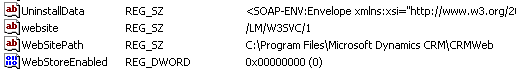 UninstallData REG_SZ <SOAP-ENV:Envelope xmlns:xsi="http://www.w3.org/20
website REG_SZ /LM/W3SVC/1
WebSitePath REG_SZ C:\Program Files\Microsoft Dynamics CRM\CRMWeb
WebStoreEnabled REG_DWORD 0x00000000 (0)